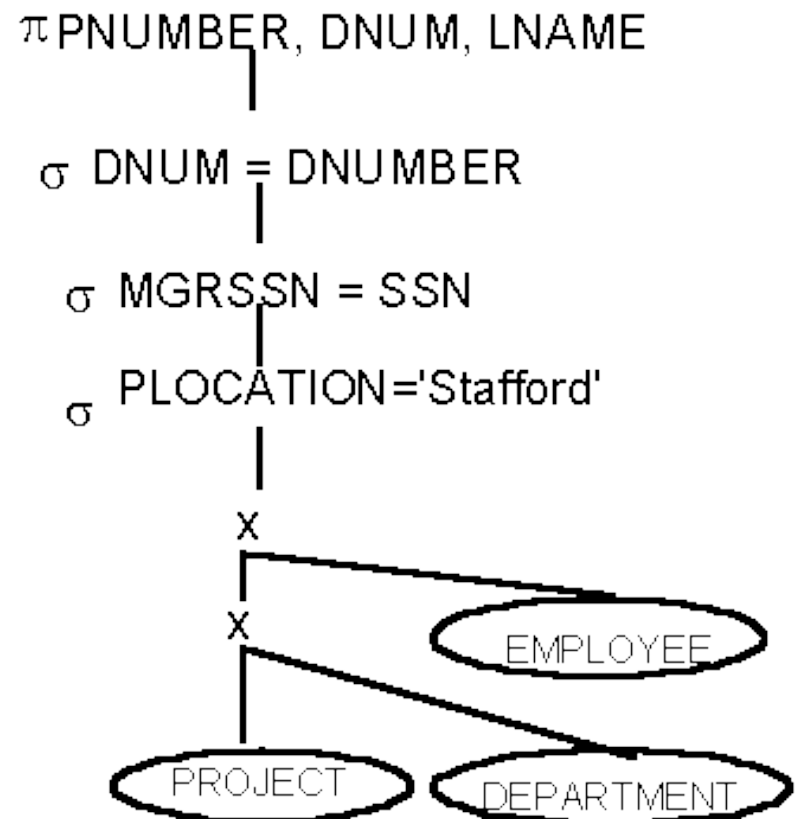 π PNUMBER, DNUM, LNAME
σ DNUM = DNUMBER
σ MGRSSN = SSN
σ PLOCATION='Stafford'
X
X
EMPLOYEE
PROJECT
DEPARTMENT